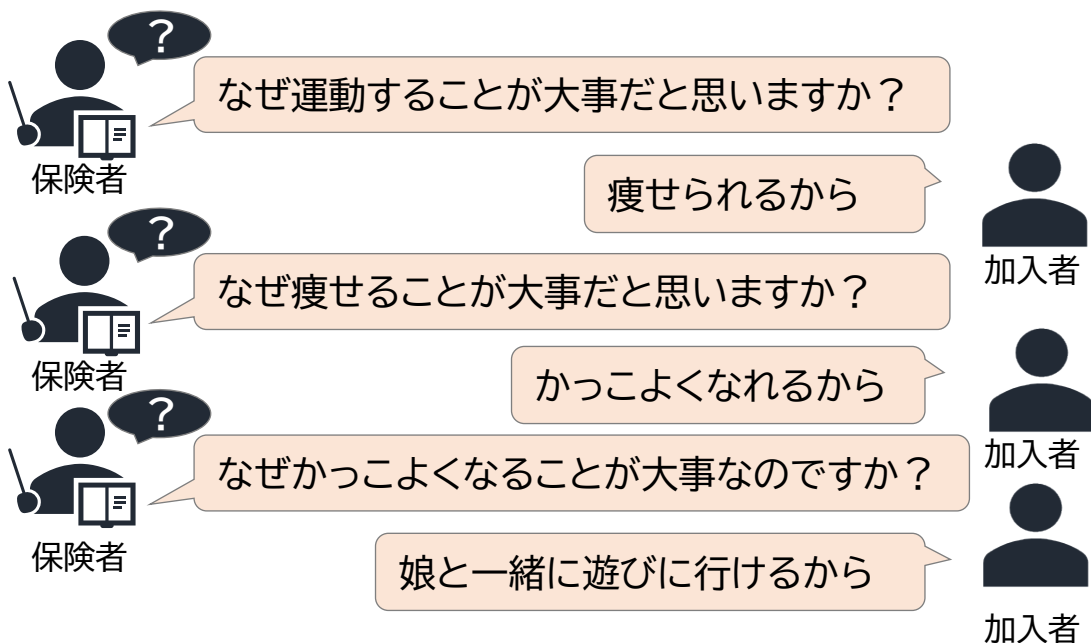 ?
なぜ運動することが大事だと思いますか？
保険者
痩せられるから
加入者
?
なぜ痩せることが大事だと思いますか？
保険者
かっこよくなれるから
加入者
?
なぜかっこよくなることが大事なのですか？
保険者
娘と一緒に遊びに行けるから
加入者